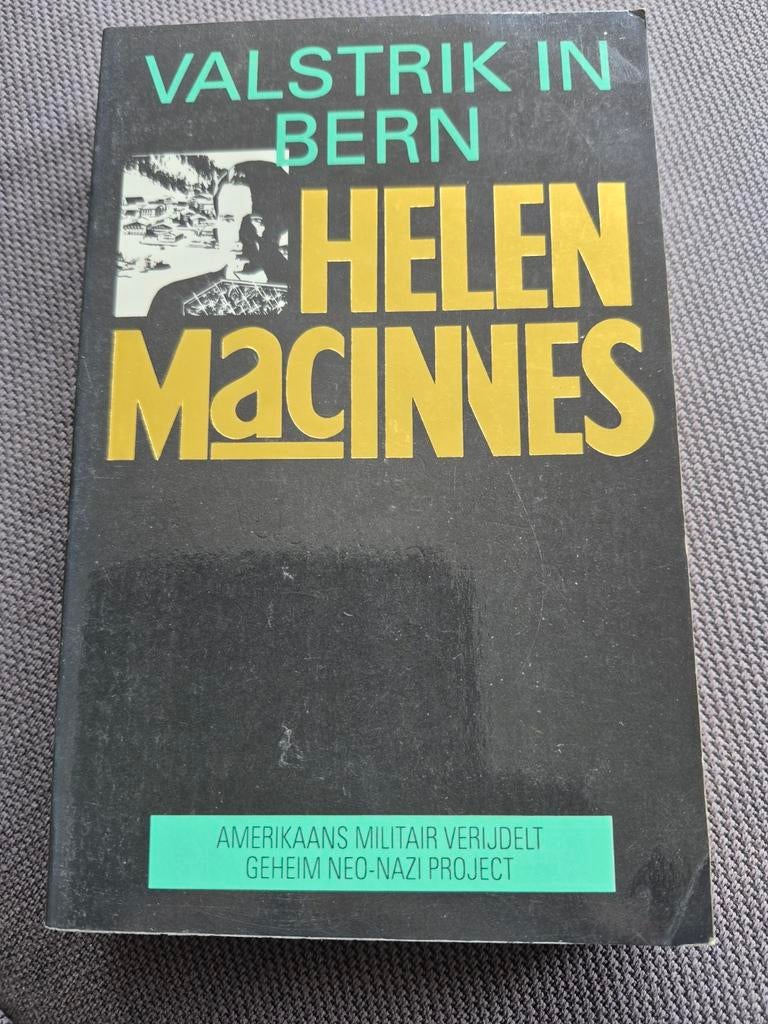 VALSTRIK IN
BERN
HELEN
MacINNES
AMERIKAANS MILITAIR VERIJDELT
GEHEIM NEO-NAZI PROJECT